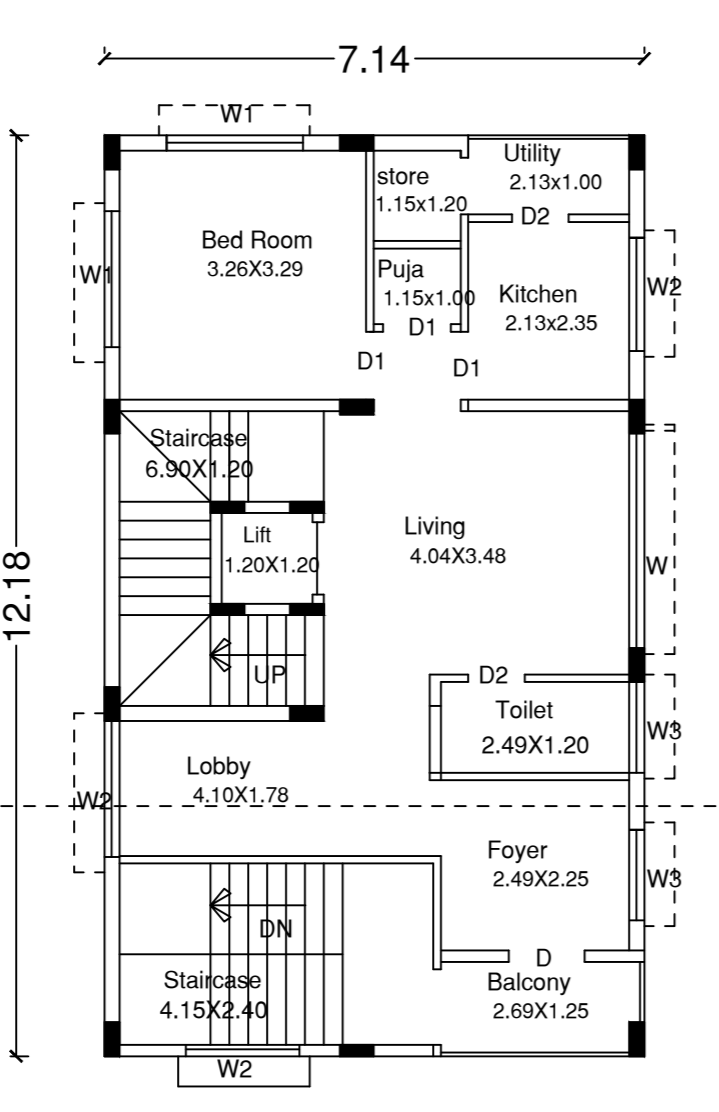 7.14
W1
Utility
2.13x1.00
store
1.15x1.20
D2
Bed Room
3.26X3.29
W1
Puja
1.15x1.00
Kitchen
2.13x2.35
W2
D1
D1
D1
Staircase
6.90X1.20
Lift
1.20X1.20
Living
4.04X3.48
W
12.18
UP
D2
Toilet
2.49X1.20
W3
Lobby
4.10X1.78
W2
Foyer
2.49X2.25
W3
DN
D
Staircase
4.15X2.40
Balcony
2.69X1.25
W2